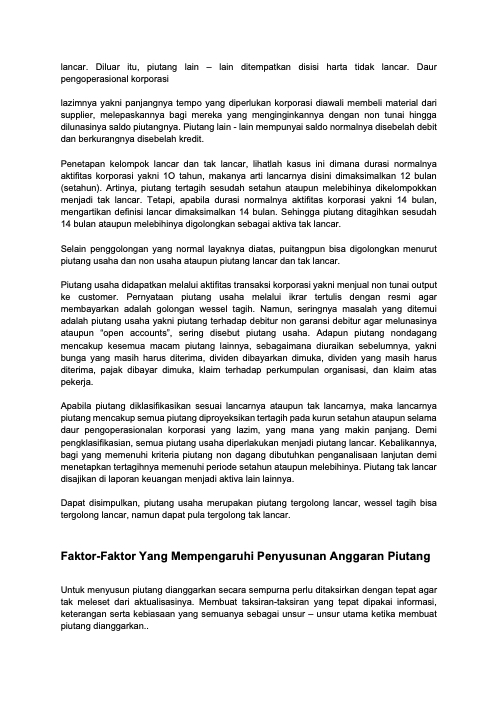 lancar. Diluar itu, piutang lain – lain ditempatkan disisi harta tidak lancar. Daur
pengoperasional korporasi
lazimnya yakni panjangnya tempo yang diperlukan korporasi diawali membeli material dari
supplier, melepaskannya bagi mereka yang menginginkannya dengan non tunai hingga
dilunasinya saldo piutangnya. Piutang lain - lain mempunyai saldo normalnya disebelah debit
dan berkurangnya disebelah kredit.
Penetapan kelompok lancar dan tak lancar, lihatlah kasus ini dimana durasi normalnya
aktifitas korporasi yakni 1O tahun, makanya arti lancarnya disini dimaksimalkan 12 bulan
(setahun). Artinya, piutang tertagih sesudah setahun ataupun melebihinya dikelompokkan
menjadi tak lancar. Tetapi, apabila durasi normalnya aktifitas korporasi yakni 14 bulan,
mengartikan definisi lancar dimaksimalkan 14 bulan. Sehingga piutang ditagihkan sesudah
14 bulan ataupun melebihinya digolongkan sebagai aktiva tak lancar.
Selain penggolongan yang normal layaknya diatas, puitangpun bisa digolongkan menurut
piutang usaha dan non usaha ataupun piutang lancar dan tak lancar.
Piutang usaha didapatkan melalui aktifitas transaksi korporasi yakni menjual non tunai output
ke customer. Pernyataan piutang usaha melalui ikrar tertulis dengan resmi agar
membayarkan adalah golongan wessel tagih. Namun, seringnya masalah yang ditemui
adalah piutang usaha yakni piutang terhadap debitur non garansi debitur agar melunasinya
ataupun “open accounts”, sering disebut piutang usaha. Adapun piutang nondagang
mencakup kesemua macam piutang lainnya, sebagaimana diuraikan sebelumnya, yakni
bunga yang masih harus diterima, dividen dibayarkan dimuka, dividen yang masih harus
diterima, pajak dibayar dimuka, klaim terhadap perkumpulan organisasi, dan klaim atas
pekerja.
Apabila piutang diklasifikasikan sesuai lancarnya ataupun tak lancarnya, maka lancarnya
piutang mencakup semua piutang diproyeksikan tertagih pada kurun setahun ataupun selama
daur pengoperasionalan korporasi yang lazim, yang mana yang makin panjang. Demi
pengklasifikasian, semua piutang usaha diperlakukan menjadi piutang lancar. Kebalikannya,
bagi yang memenuhi kriteria piutang non dagang dibutuhkan penganalisaan lanjutan demi
menetapkan tertagihnya memenuhi periode setahun ataupun melebihinya. Piutang tak lancar
disajikan di laporan keuangan menjadi aktiva lain lainnya.
Dapat disimpulkan, piutang usaha merupakan piutang tergolong lancar, wessel tagih bisa
tergolong lancar, namun dapat pula tergolong tak lancar.
Faktor-Faktor Yang Mempengaruhi Penyusunan Anggaran Piutang
Untuk menyusun piutang dianggarkan secara sempurna perlu ditaksirkan dengan tepat agar
tak meleset dari aktualisasinya. Membuat taksiran-taksiran yang tepat dipakai informasi,
keterangan serta kebiasaan yang semuanya sebagai unsur – unsur utama ketika membuat
piutang dianggarkan..